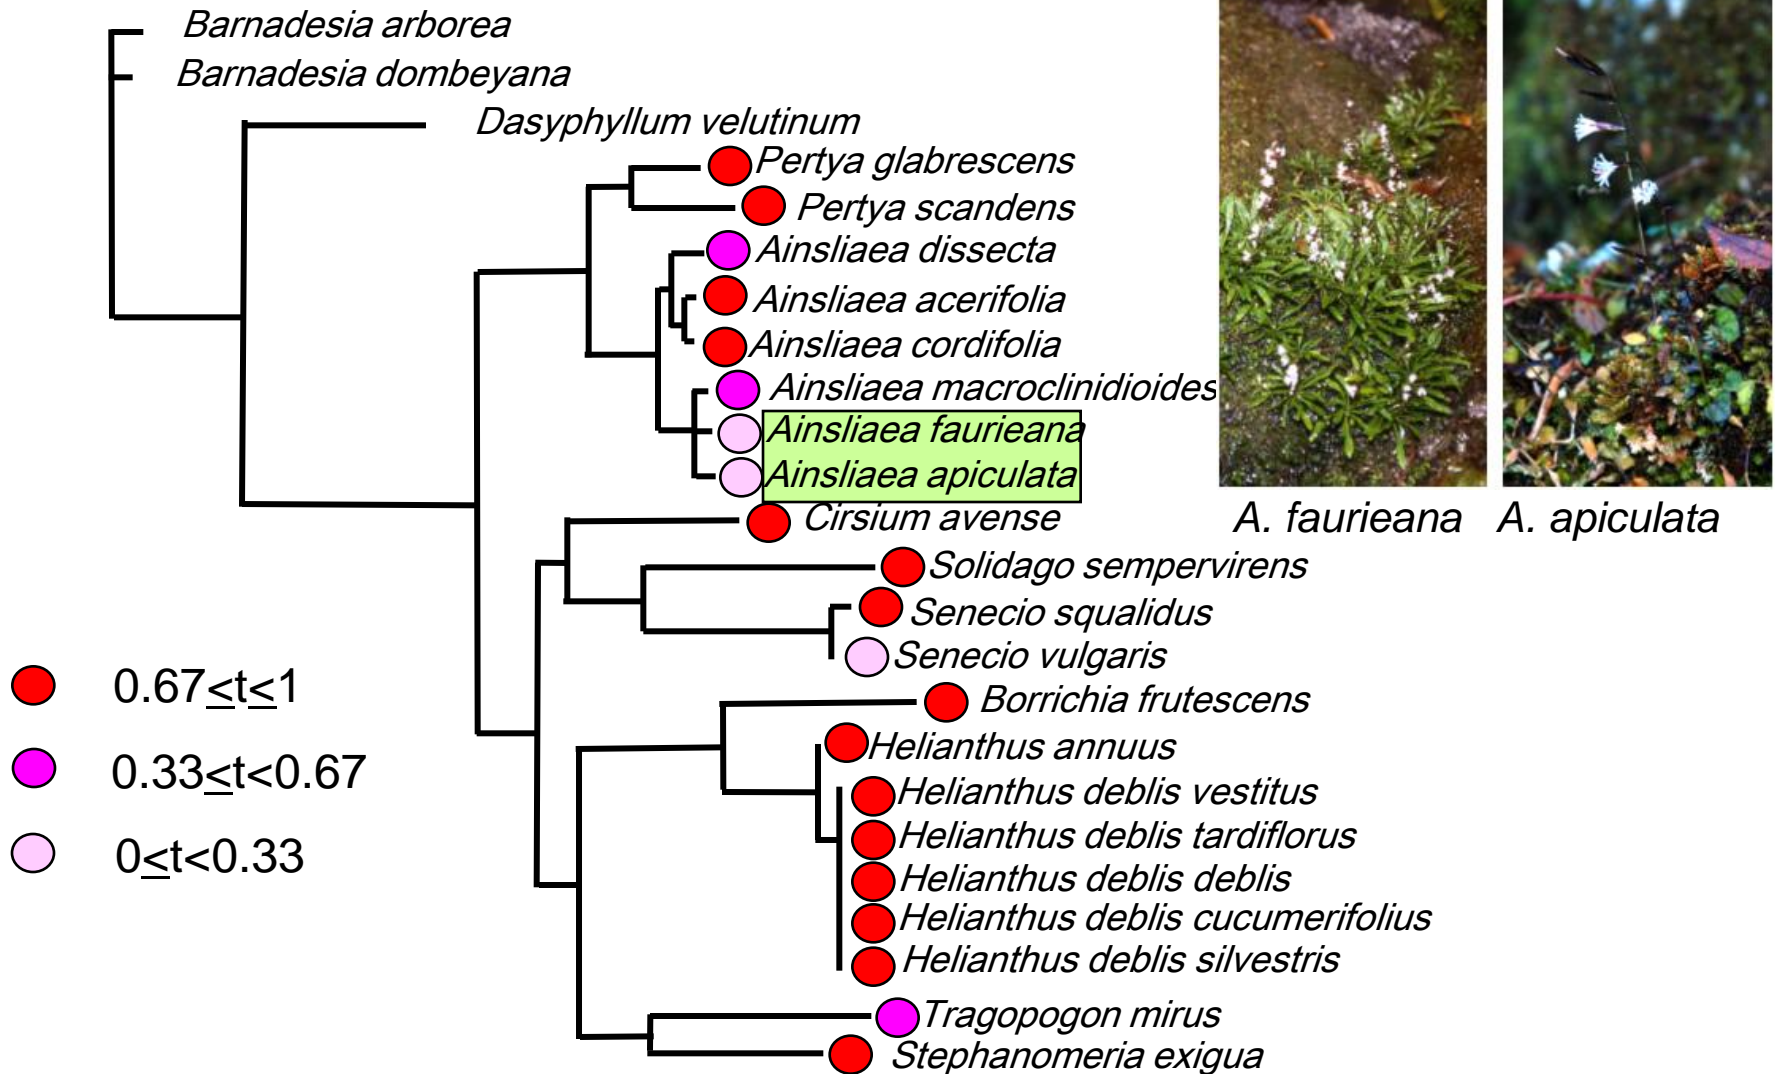 Barnadesia arborea
Barnadesia dombeyana
Dasyphyllum velutinum
Pertya glabrescens
Pertya scandens
Ainsliaea dissecta
Ainsliaea acerifolia
Ainsliaea cordifolia
Ainsliaea macroclinidioides
Ainsliaea faurieana
Ainsliaea apiculata
Cirsium avense
Solidago sempervirens
Senecio squalidus
Senecio vulgaris
Borrichia frutescens
Helianthus annuus
Helianthus deblis vestitus
Helianthus deblis tardiflorus
Helianthus deblis deblis
Helianthus deblis cucumerifolius
Helianthus deblis silvestris
Tragopogon mirus
Stephanomeria exigua
A. faurieana
A. apiculata
0.67≤t≤1
0.33≤t<0.67
0≤t<0.33